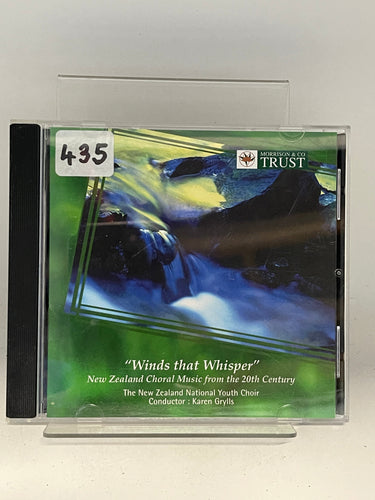 435
MORRISON & CO
TRUST
"Winds that Whisper"
New Zealand Choral Music from the 20th Century
The New Zealand National Youth Choir
Conductor : Karen Grylls